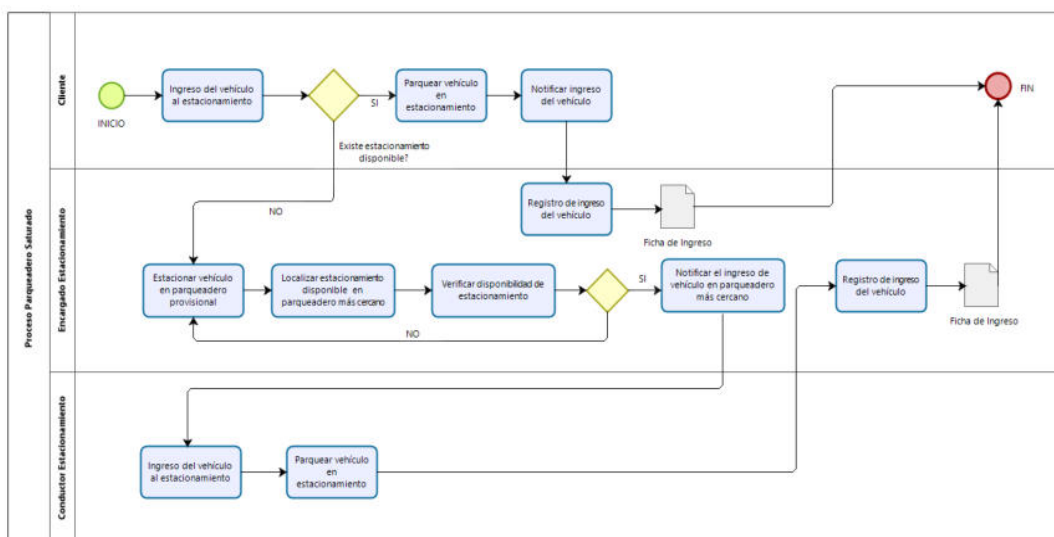 Proceso Parqueadero Saturado
Cliente
INICIO
Ingreso del vehículo
al estacionamiento
Existe estacionamiento
disponible?
SI
Parquear vehículo
en
estacionamiento
Notificar ingreso
del vehículo
FIN
NO
Encargado Estacionamiento
Registro de ingreso
del vehículo
Ficha de Ingreso
Estacionar vehículo
en parqueadero
provisional
Localizar estacionamiento
disponible en
parqueadero más cercano
Verificar disponibilidad de
estacionamiento
SI
NO
Notificar el ingreso de
vehículo en parqueadero
más cercano
Registro de ingreso
del vehículo
Ficha de Ingreso
Conductor Estacionamiento
Ingreso del vehículo
al estacionamiento
Parquear vehículo
en
estacionamiento